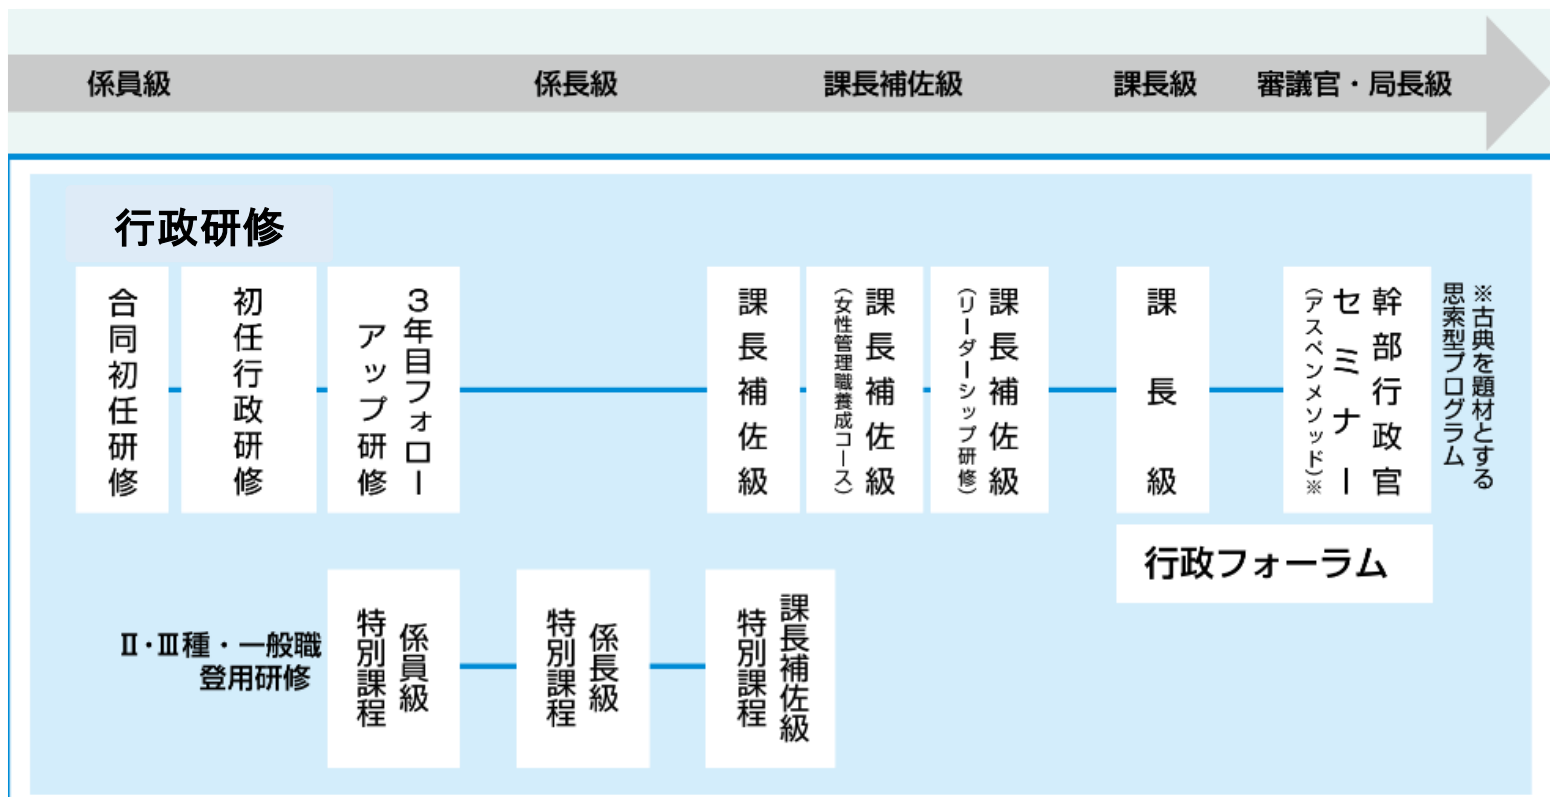 係員級
係長級
課長補佐級
課長級
審議官・局長級
行政研修
合同初任研修
初任行政研修
3年目フォロー
アップ研修
課長補佐級
課長補佐級
(女性管理職養成コース)
課長補佐級
(リーダーシップ研修)
課長級
幹部行政官
セミナー
(アスペンメソッド)※
※古典を題材とする
思索型プログラム
行政フォーラム
Ⅱ・Ⅲ種・一般職
登用研修
係員級
特別課程
係長級
特別課程
課長補佐級
特別課程